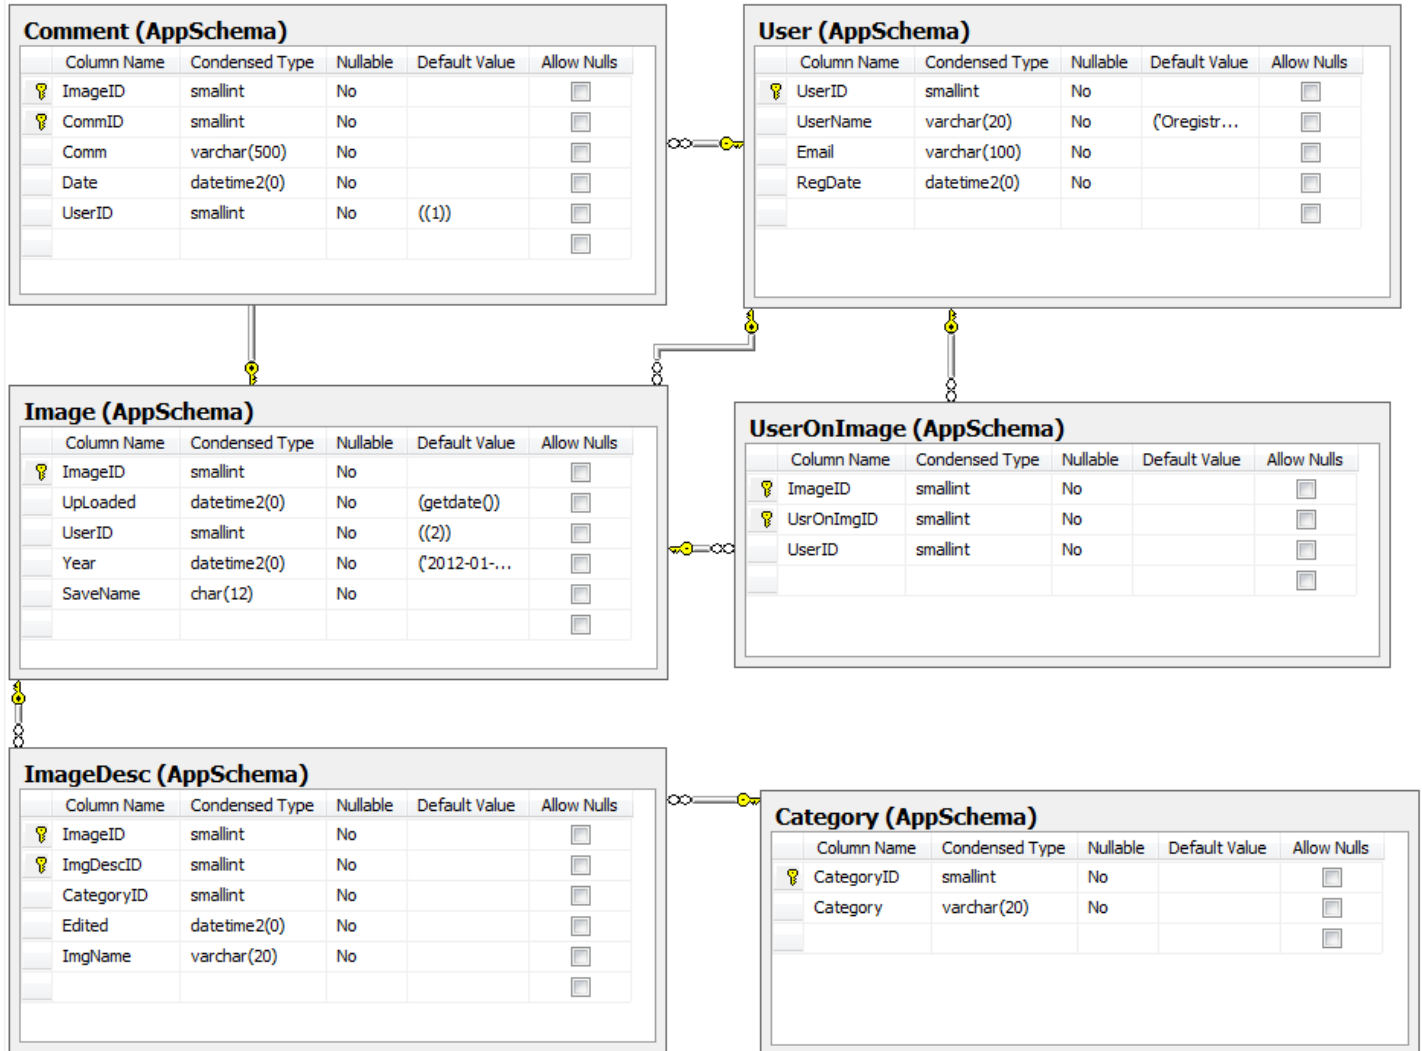 Comment (AppSchema)
Column Name Condensed Type Nullable Default Value Allow Nulls
ImageID smallint No
CommID smallint No
Comm varchar(500) No
Date datetime2(0) No
UserID smallint No ((1))
User (AppSchema)
Column Name Condensed Type Nullable Default Value Allow Nulls
UserID smallint No
UserName varchar(20) No ('Oregistr...
Email varchar(100) No
RegDate datetime2(0) No
Image (AppSchema)
Column Name Condensed Type Nullable Default Value Allow Nulls
ImageID smallint No
UpLoaded datetime2(0) No (getdate())
UserID smallint No ((2))
Year datetime2(0) No ('2012-01-...
SaveName char(12) No
UserOnImage (AppSchema)
Column Name Condensed Type Nullable Default Value Allow Nulls
ImageID smallint No
UsrOnImgID smallint No
UserID smallint No
ImageDesc (AppSchema)
Column Name Condensed Type Nullable Default Value Allow Nulls
ImageID smallint No
ImgDescID smallint No
CategoryID smallint No
Edited datetime2(0) No
ImgName varchar(20) No
Category (AppSchema)
Column Name Condensed Type Nullable Default Value Allow Nulls
CategoryID smallint No
Category varchar(20) No